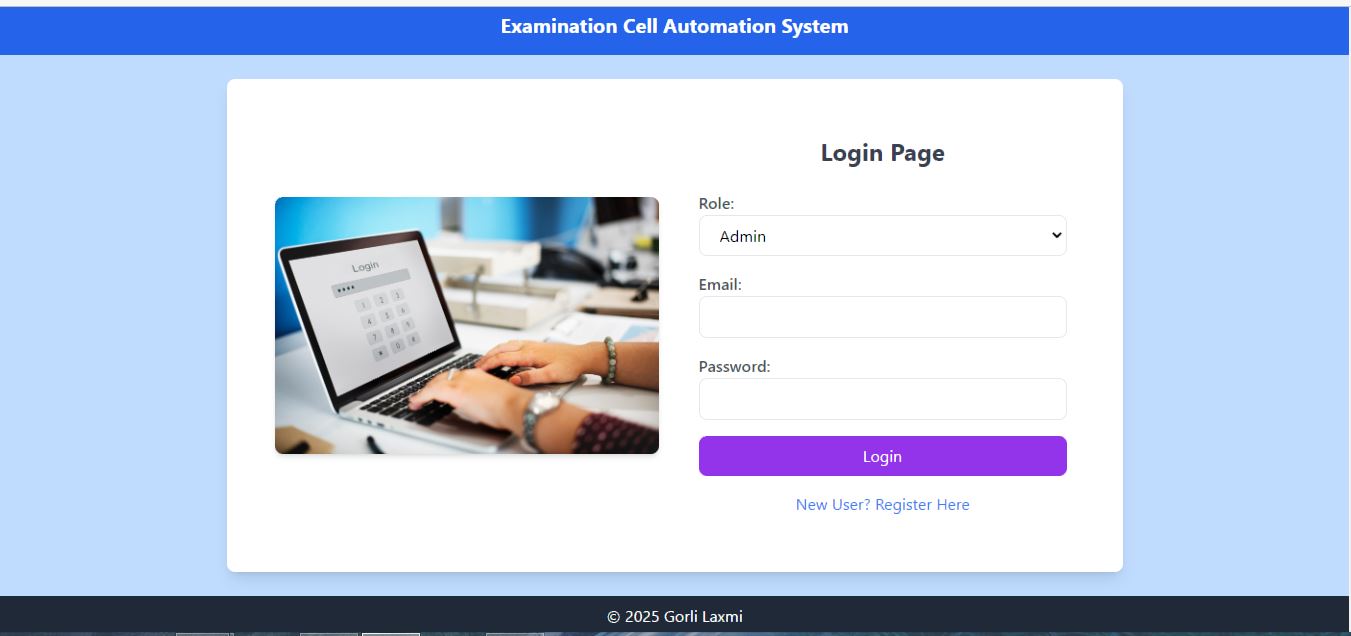 Examination Cell Automation System
Login Page
Role:
Admin
Email:
Password:
Login
New User? Register Here
Login
****
1 2 3
4 5 6
7 8 9
* 0 #
© 2025 Gorli Laxmi